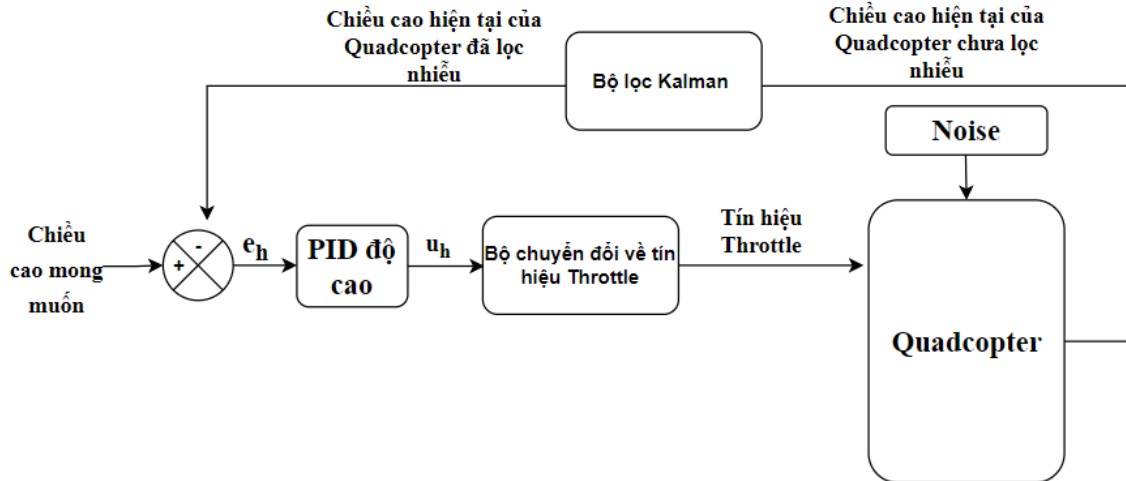 Chiều cao hiện tại của
Quadcopter đã lọc
nhiễu
Bộ lọc Kalman
Chiều cao hiện tại của
Quadcopter chưa lọc
nhiễu
Noise
Chiều
cao mong
muốn
+
-
e_h
PID độ
cao
u_h
Bộ chuyển đổi về tín
hiệu Throttle
Tín hiệu
Throttle
Quadcopter